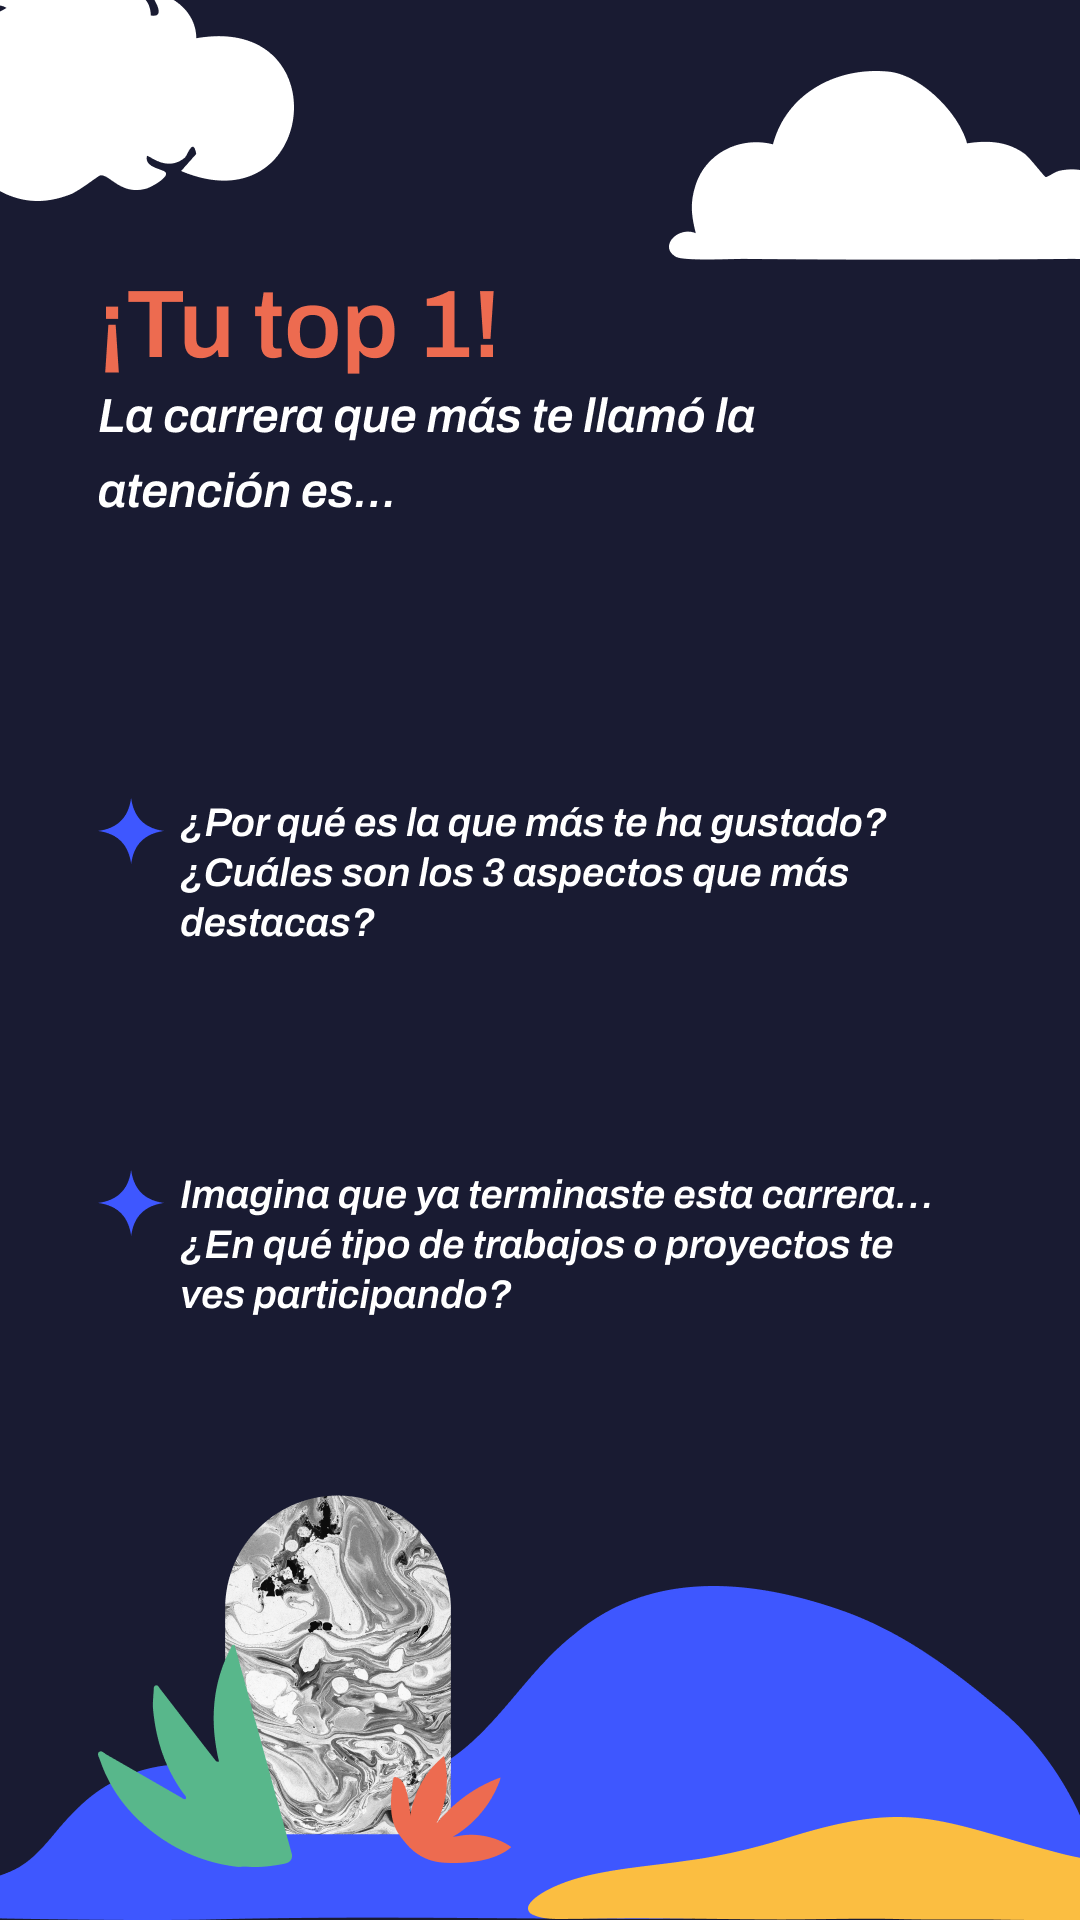 ¡Tu top 1!
La carrera que más te llamó la
atención es...
¿Por qué es la que más te ha gustado?
¿Cuáles son los 3 aspectos que más
destacas?
Imagina que ya terminaste esta carrera...
¿En qué tipo de trabajos o proyectos te
ves participando?